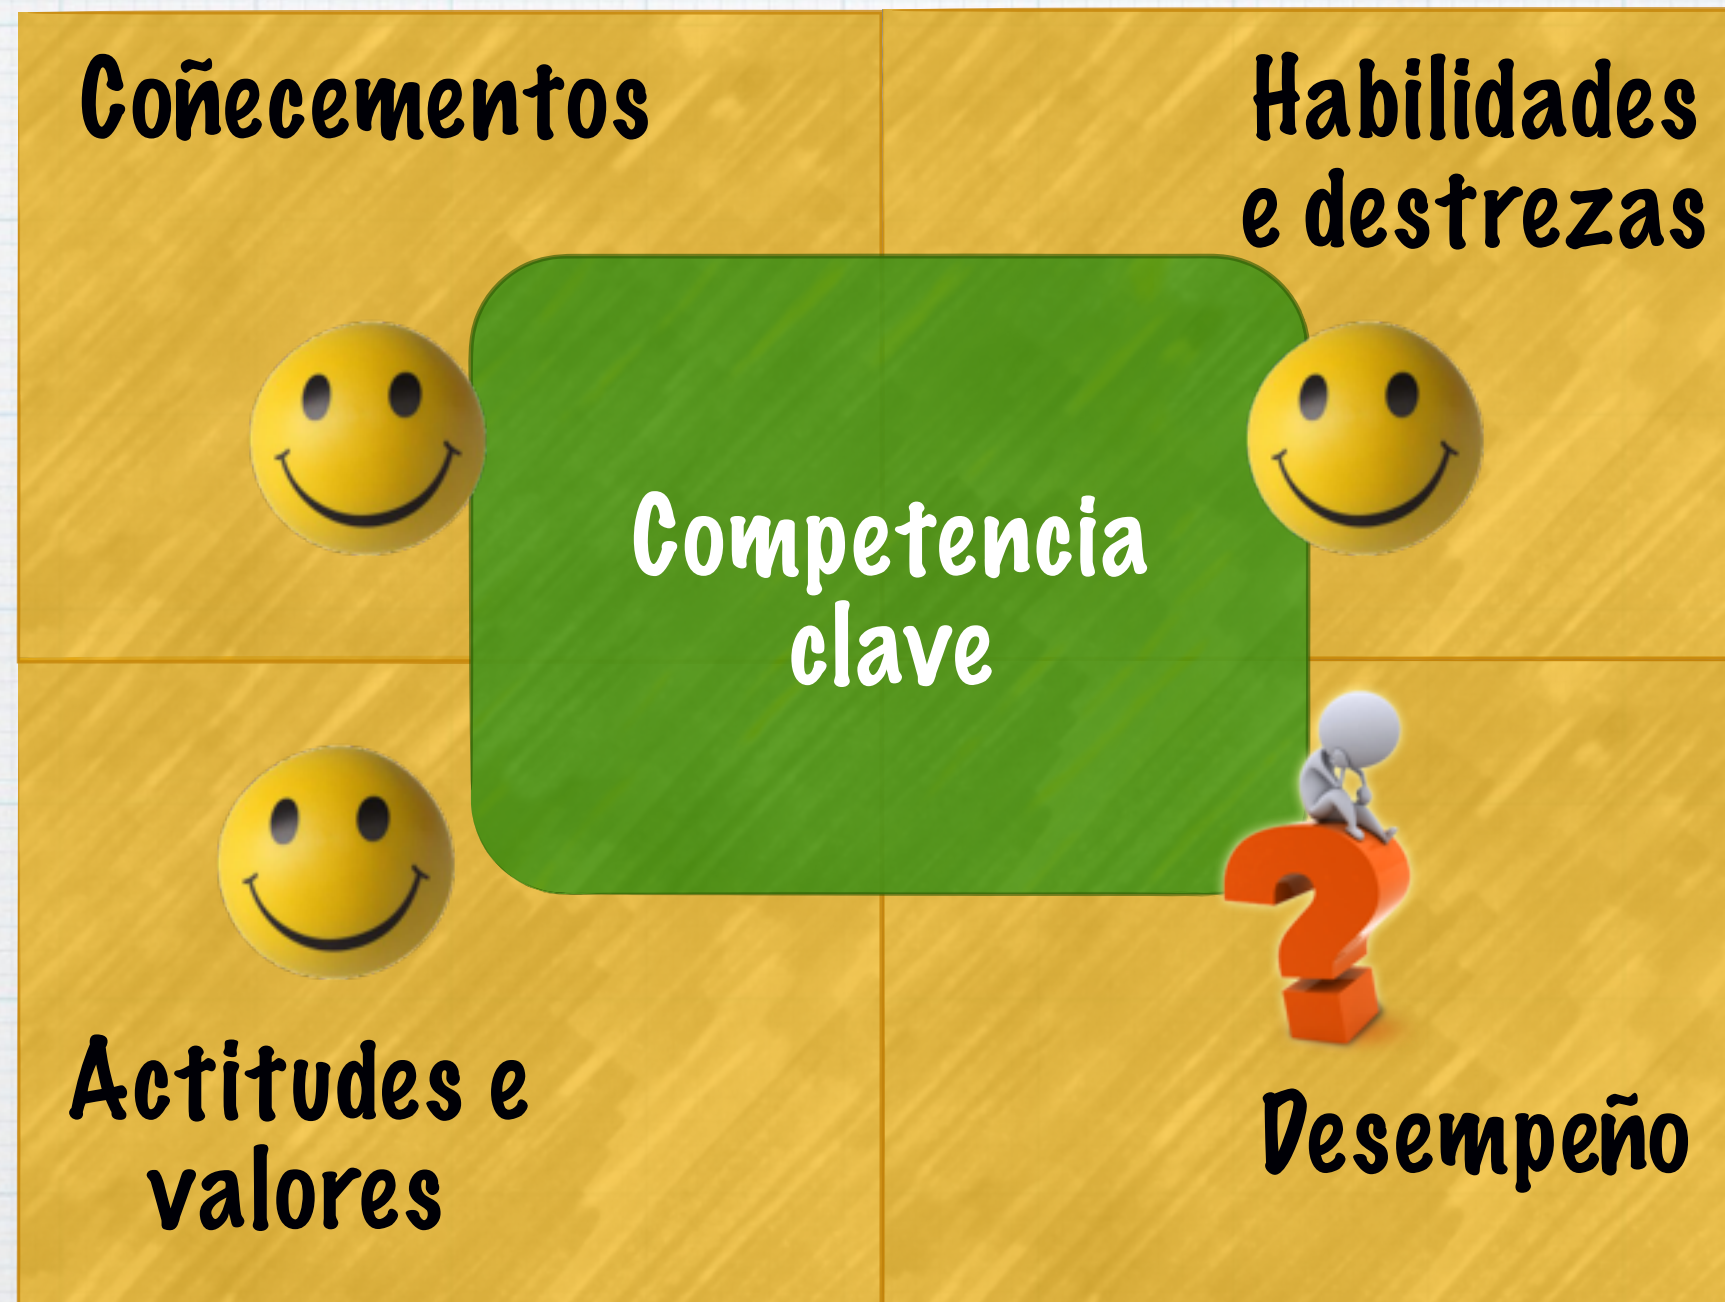 Coñecementos
Habilidades
e destrezas
Competencia
clave
Actitudes e
valores
Desempeño